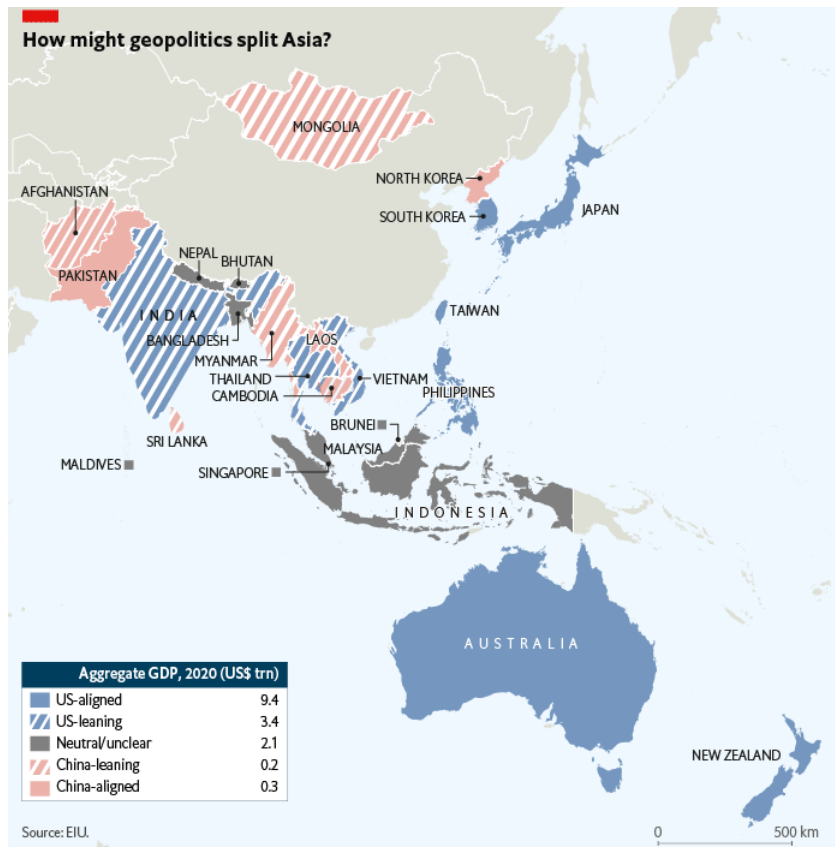 How might geopolitics split Asia?
MONGOLIA
NORTH KOREA
AFGHANISTAN
SOUTH KOREA
JAPAN
NEPAL
BHUTAN
PAKISTAN
INDIA
TAIWAN
BANGLADESH
LAOS
MYANMAR
THAILAND
VIETNAM
CAMBODIA
PHILIPPINES
BRUNEI
SRI LANKA
MALAYSIA
MALDIVES
SINGAPORE
INDONESIA
AUSTRALIA
Aggregate GDP, 2020 (US$ trn)
US-aligned 9.4
US-leaning 3.4
Neutral/unclear 2.1
China-leaning 0.2
China-aligned 0.3
NEW ZEALAND
Source: EIU.
0 500 km